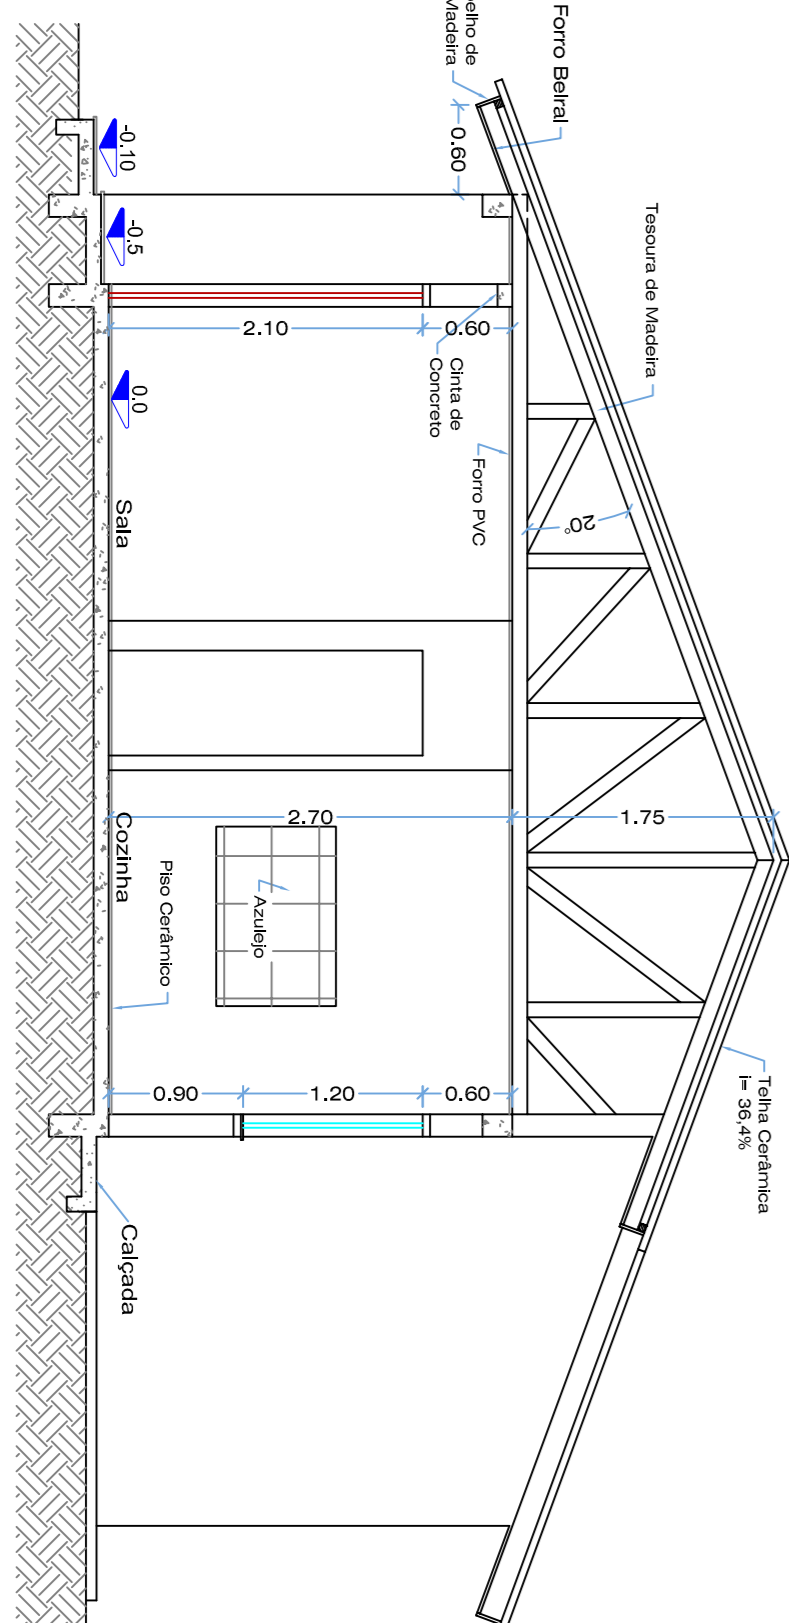 Forro Beiral
Madeira
0.60
Tesoura de Madeira
-0.10
-0.5
0.0
2.10
0.60
Cinta de
Concreto
Forro PVC
20°
Sala
2.70
1.75
Cozinha
Piso Cerâmico
Azulejo
Telha Cerâmica
i= 36,4%
0.90
1.20
0.60
Calçada